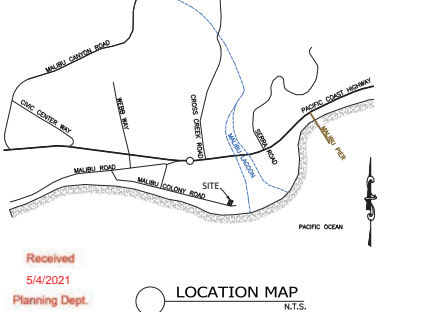 MALIBU CANYON ROAD
CIVIC CENTER WAY
WEBB WAY
CROSS CREEK ROAD
PACIFIC COAST HIGHWAY
SERRA ROAD
MALIBU LAGOON
MALIBU PIER
MALIBU ROAD
MALIBU COLONY ROAD
SITE
PACIFIC OCEAN
Received
5/4/2021
Planning Dept.
LOCATION MAP
N.T.S.